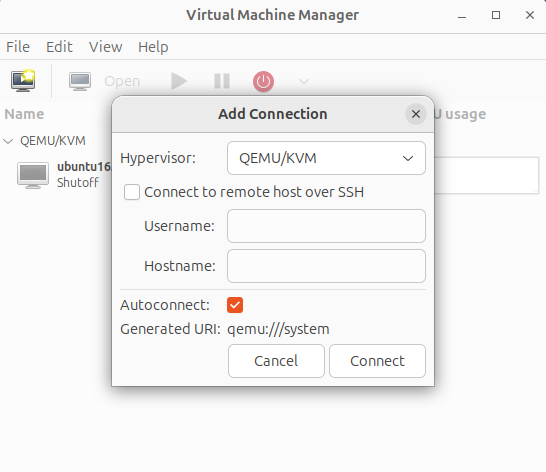 Virtual Machine Manager
File Edit View Help
Open
Name U usage
QEMU/KVM
ubuntu16
Shutoff
Add Connection
Hypervisor: QEMU/KVM
Connect to remote host over SSH
Username:
Hostname:
Autoconnect:
Generated URI: qemu:///system
Cancel Connect